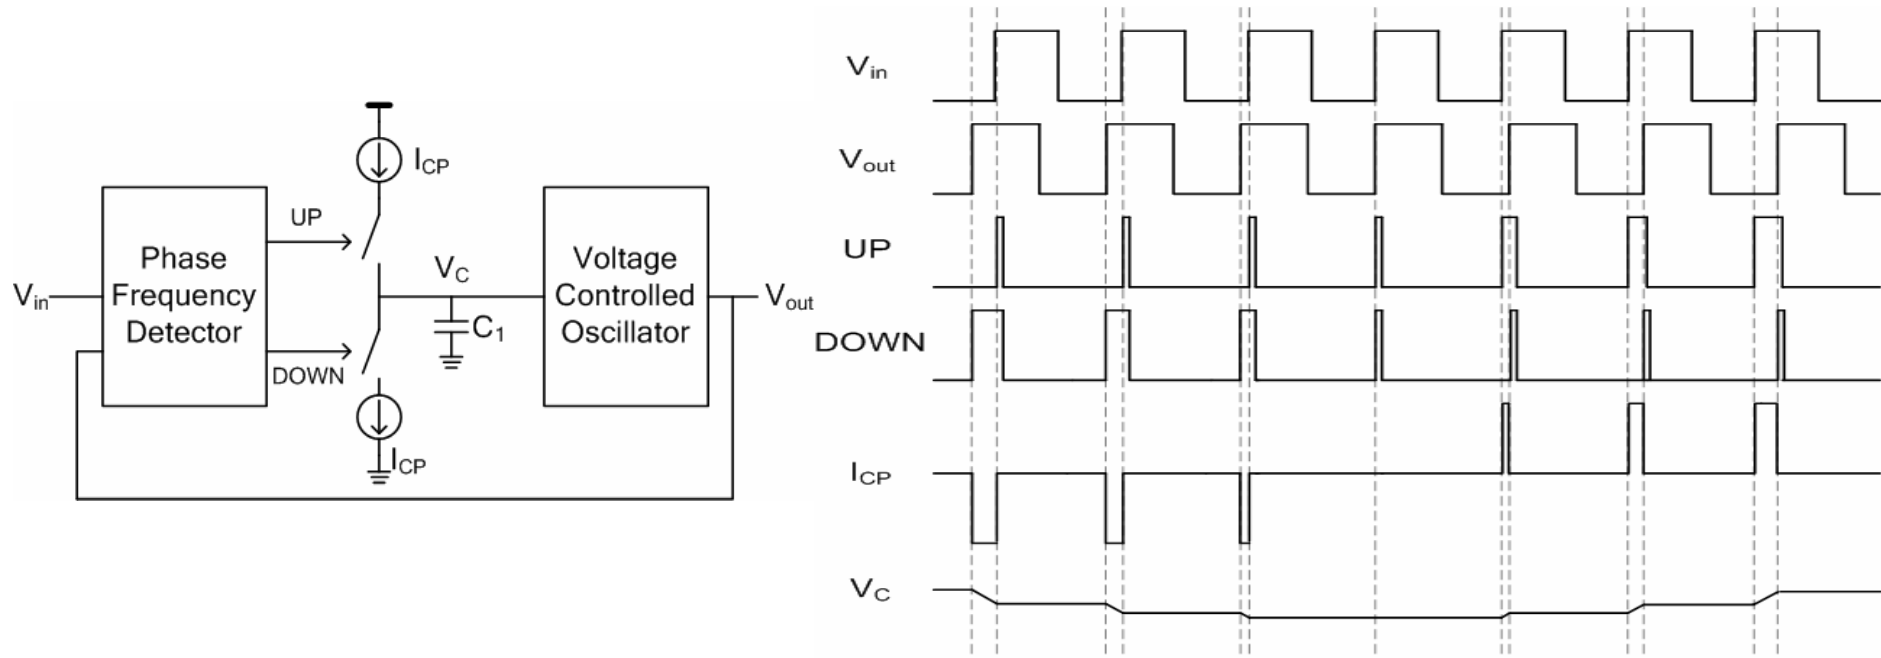 I_CP
UP
Phase
Frequency
Detector
V_in
DOWN
I_CP
V_C
C_1
Voltage
Controlled
Oscillator
V_out
V_in
V_out
UP
DOWN
I_CP
V_C